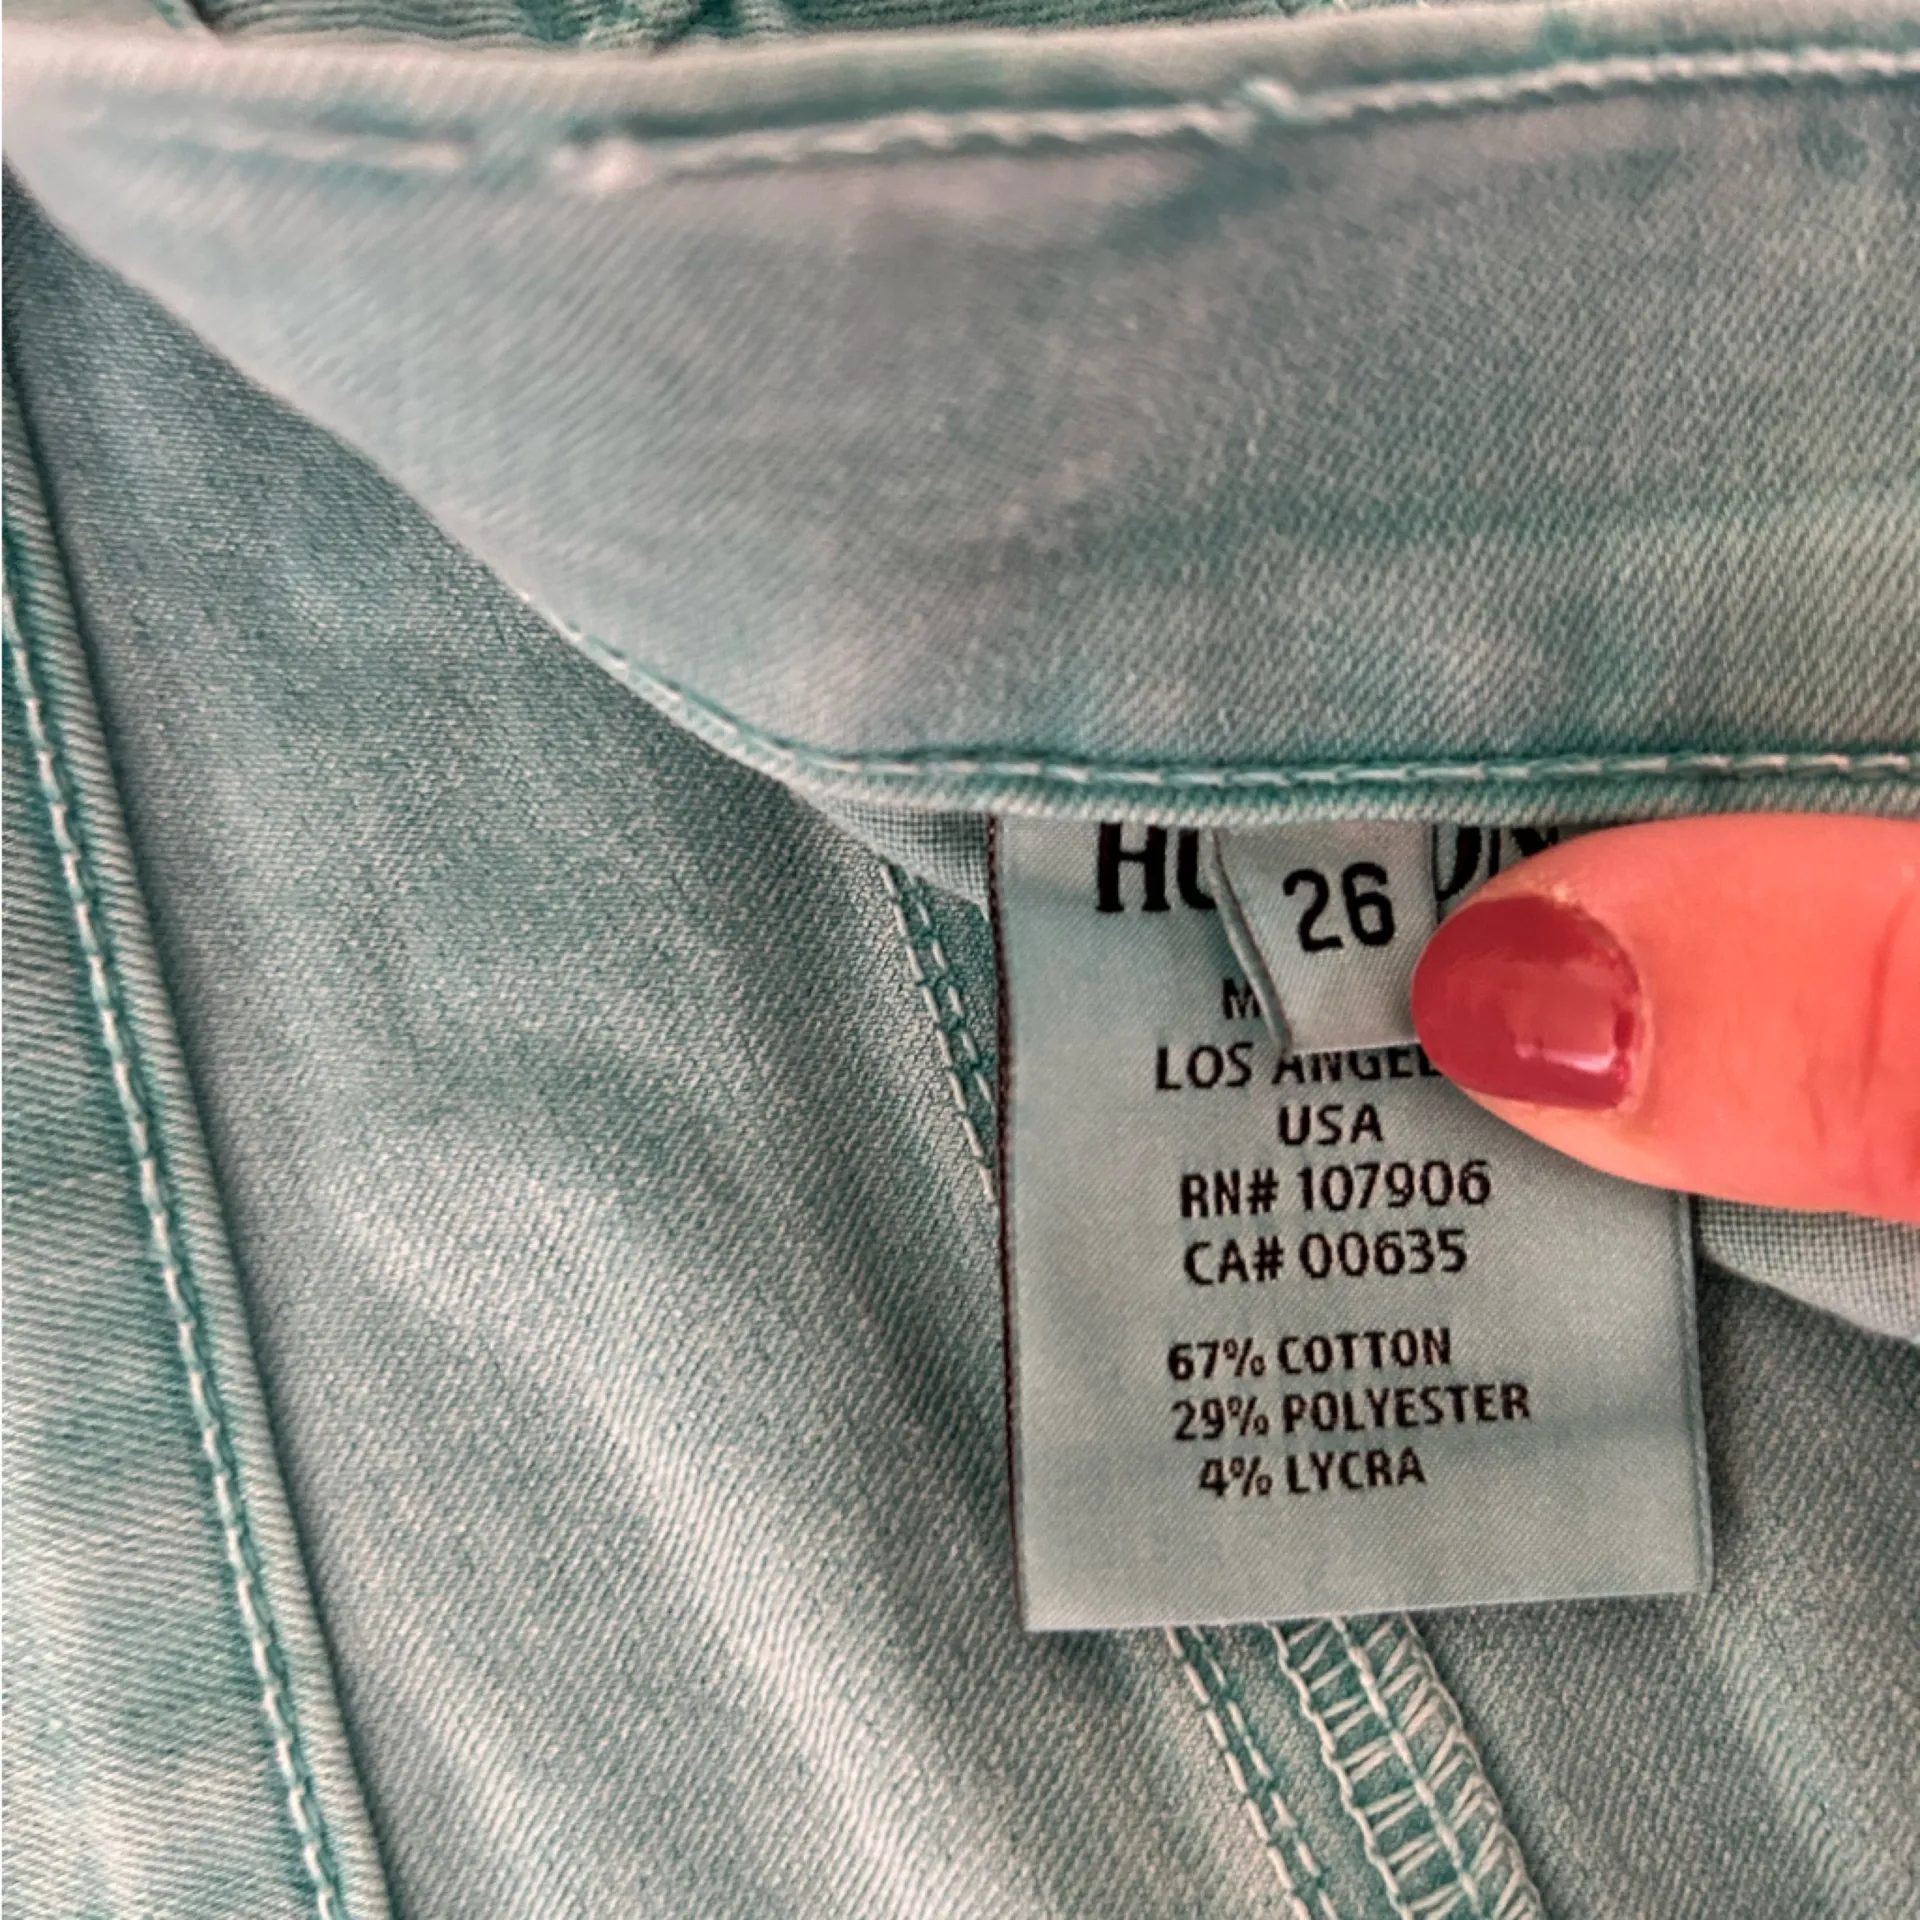 26
LOS ANGEL
USA
RN# 107906
CA# 00635
67% COTTON
29% POLYESTER
4% LYCRA